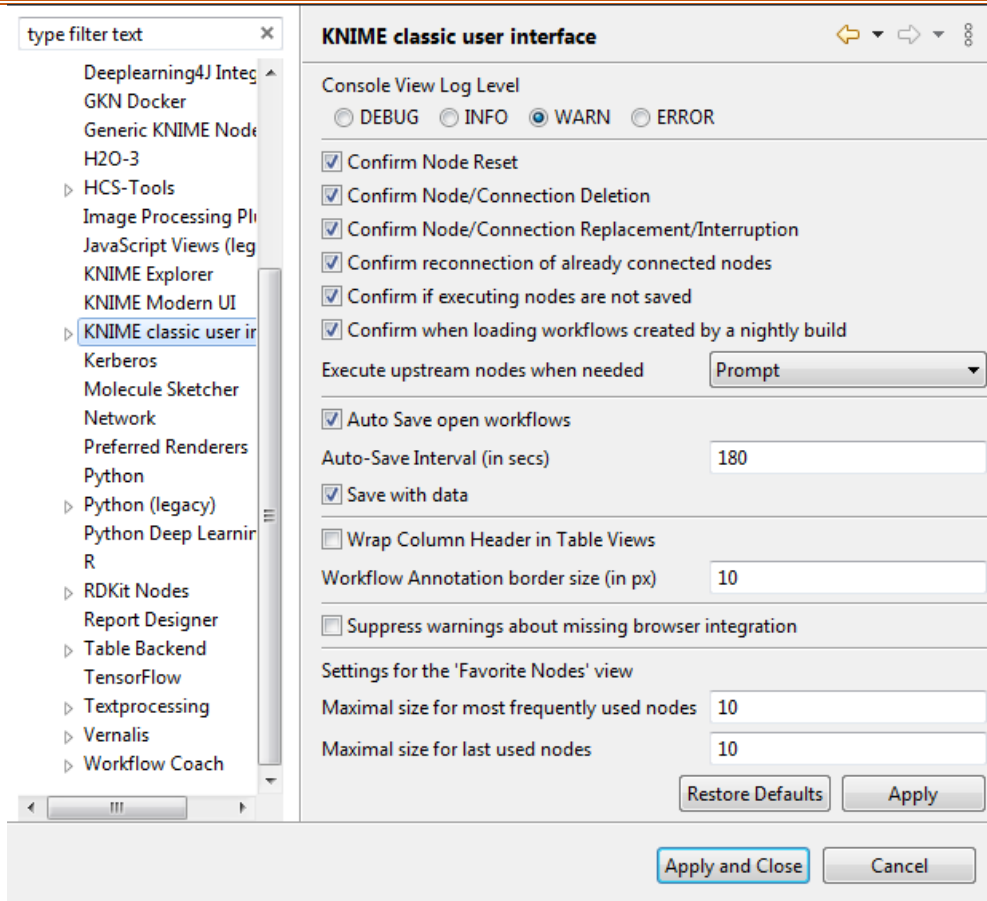 type filter text
Deeplearning4J Integ
GKN Docker
Generic KNIME Node
H2O-3
HCS-Tools
Image Processing Plu
JavaScript Views (leg
KNIME Explorer
KNIME Modern UI
KNIME classic user in
Kerberos
Molecule Sketcher
Network
Preferred Renderers
Python
Python (legacy)
Python Deep Learnin
R
RDKit Nodes
Report Designer
Table Backend
TensorFlow
Textprocessing
Vernalis
Workflow Coach
KNIME classic user interface
Console View Log Level
DEBUG INFO WARN ERROR
Confirm Node Reset
Confirm Node/Connection Deletion
Confirm Node/Connection Replacement/Interruption
Confirm reconnection of already connected nodes
Confirm if executing nodes are not saved
Confirm when loading workflows created by a nightly build
Execute upstream nodes when needed Prompt
Auto Save open workflows
Auto-Save Interval (in secs) 180
Save with data
Wrap Column Header in Table Views
Workflow Annotation border size (in px) 10
Suppress warnings about missing browser integration
Settings for the 'Favorite Nodes' view
Maximal size for most frequently used nodes 10
Maximal size for last used nodes 10
Restore Defaults Apply
Apply and Close Cancel